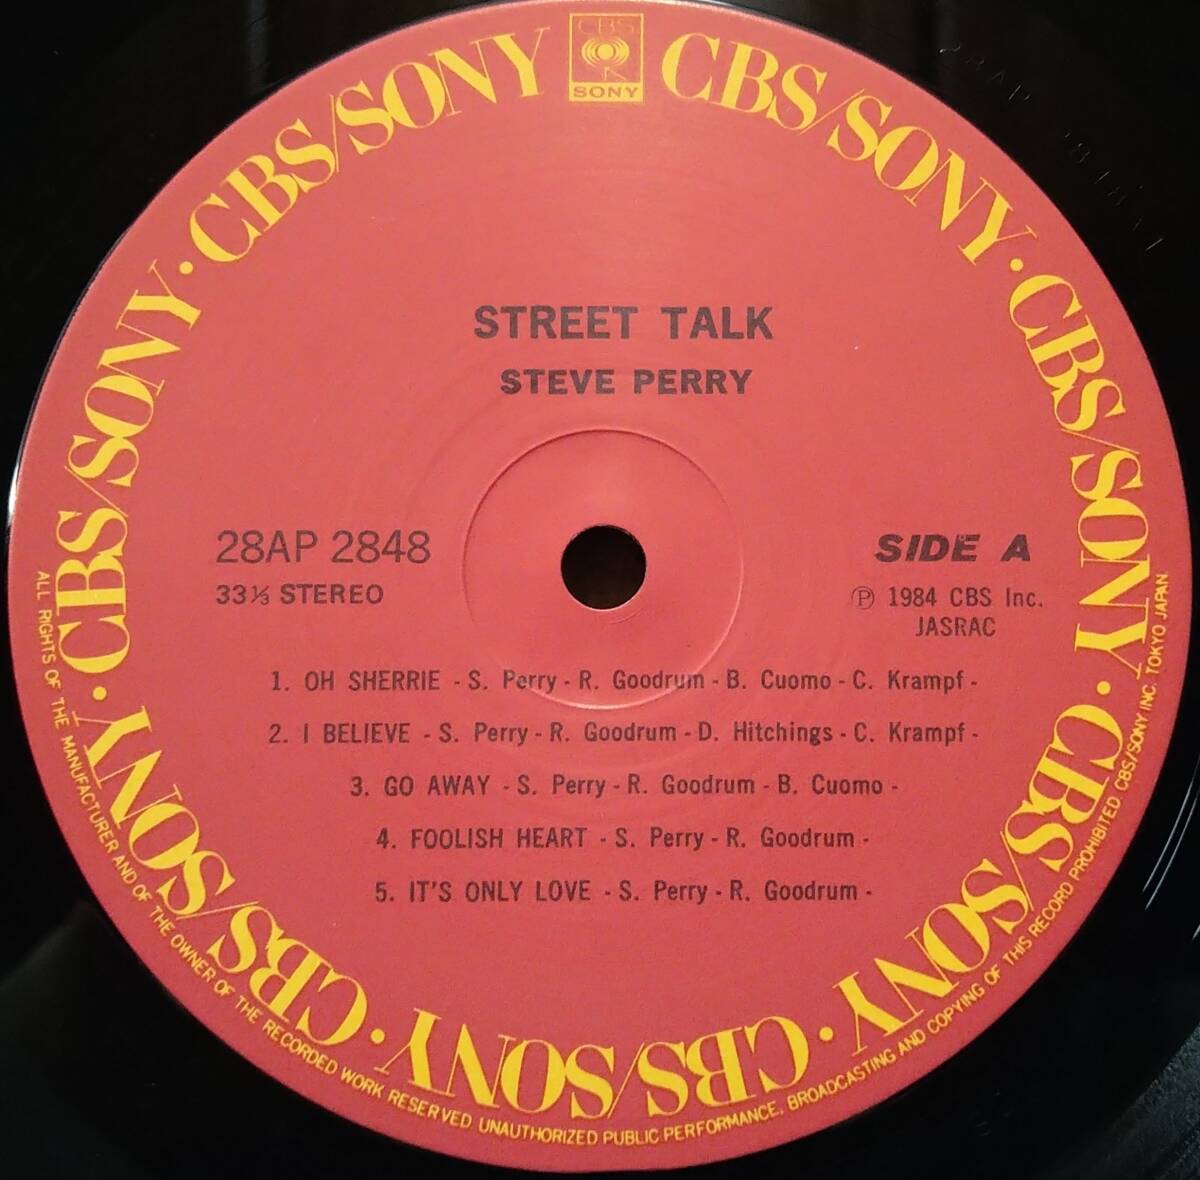 CBS
SONY
CBS/SONY · CBS/SONY · CBS/SONY · CBS/SONY · CBS/SONY · CBS/SONY · CBS/SONY · CBS/SONY · CBS/SONY
STREET TALK
STEVE PERRY
28AP 2848
33⅓ STEREO
SIDE A
Ⓟ 1984 CBS Inc.
JASRAC
1. OH SHERRIE - S. Perry - R. Goodrum - B. Cuomo - C. Krampf -
2. I BELIEVE - S. Perry - R. Goodrum - D. Hitchings - C. Krampf -
3. GO AWAY - S. Perry - R. Goodrum - B. Cuomo -
4. FOOLISH HEART - S. Perry - R. Goodrum -
5. IT'S ONLY LOVE - S. Perry - R. Goodrum -
ALL RIGHTS OF THE MANUFACTURER AND OF THE OWNER OF THE RECORDED WORK RESERVED UNAUTHORIZED PUBLIC PERFORMANCE, BROADCASTING AND COPYING OF THIS RECORD PROHIBITED CBS/SONY INC. TOKYO JAPAN